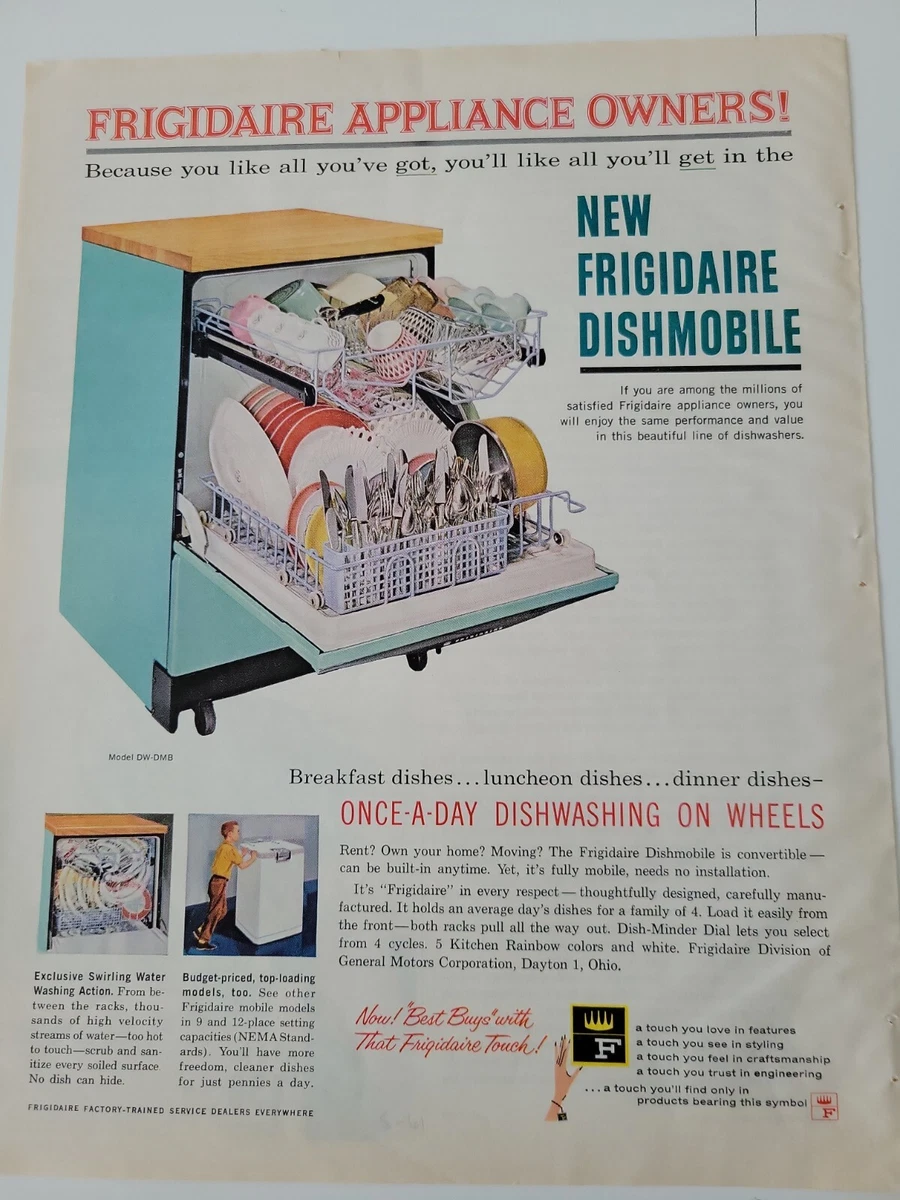 FRIGIDAIRE APPLIANCE OWNERS!
Because you like all you've got, you'll like all you'll get in the
NEW
FRIGIDAIRE
DISHMOBILE
If you are among the millions of
satisfied Frigidaire appliance owners, you
will enjoy the same performance and value
in this beautiful line of dishwashers.
FRIGIDAIRE
Model DW-DMB
Breakfast dishes...luncheon dishes...dinner dishes–
ONCE-A-DAY DISHWASHING ON WHEELS
Rent? Own your home? Moving? The Frigidaire Dishmobile is convertible —
can be built-in anytime. Yet, it's fully mobile, needs no installation.
It's "Frigidaire" in every respect — thoughtfully designed, carefully manu-
factured. It holds an average day's dishes for a family of 4. Load it easily from
the front—both racks pull all the way out. Dish-Minder Dial lets you select
from 4 cycles. 5 Kitchen Rainbow colors and white. Frigidaire Division of
General Motors Corporation, Dayton 1, Ohio.
Exclusive Swirling Water
Washing Action. From be-
tween the racks, thou-
sands of high velocity
streams of water—too hot
to touch—scrub and san-
itize every soiled surface.
No dish can hide.
Budget-priced, top-loading
models, too. See other
Frigidaire mobile models
in 9 and 12-place setting
capacities (NEMA Stand-
ards). You'll have more
freedom, cleaner dishes
for just pennies a day.
FRIGIDAIRE FACTORY-TRAINED SERVICE DEALERS EVERYWHERE
Now! "Best Buys" with
That Frigidaire Touch!
F
a touch you love in features
a touch you see in styling
a touch you feel in craftsmanship
a touch you trust in engineering
...a touch you'll find only in
products bearing this symbol
F